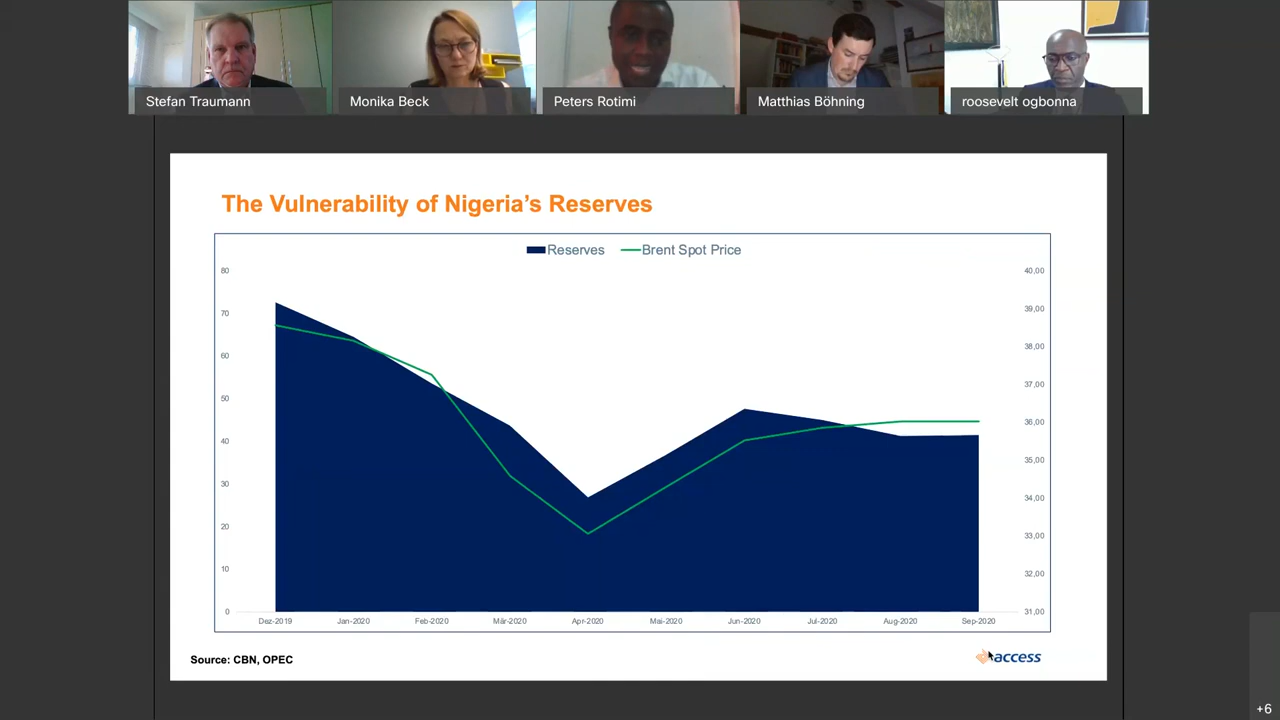 Stefan Traumann
Monika Beck
Peters Rotimi
Matthias Böhning
roosevelt ogbonna
The Vulnerability of Nigeria's Reserves
Reserves
Brent Spot Price
80
70
60
50
40
30
20
10
0
40,00
39,00
38,00
37,00
36,00
35,00
34,00
33,00
32,00
31,00
Dez-2019 Jan-2020 Feb-2020 Mär-2020 Apr-2020 Mai-2020 Jun-2020 Jul-2020 Aug-2020 Sep-2020
Source: CBN, OPEC
access
+6